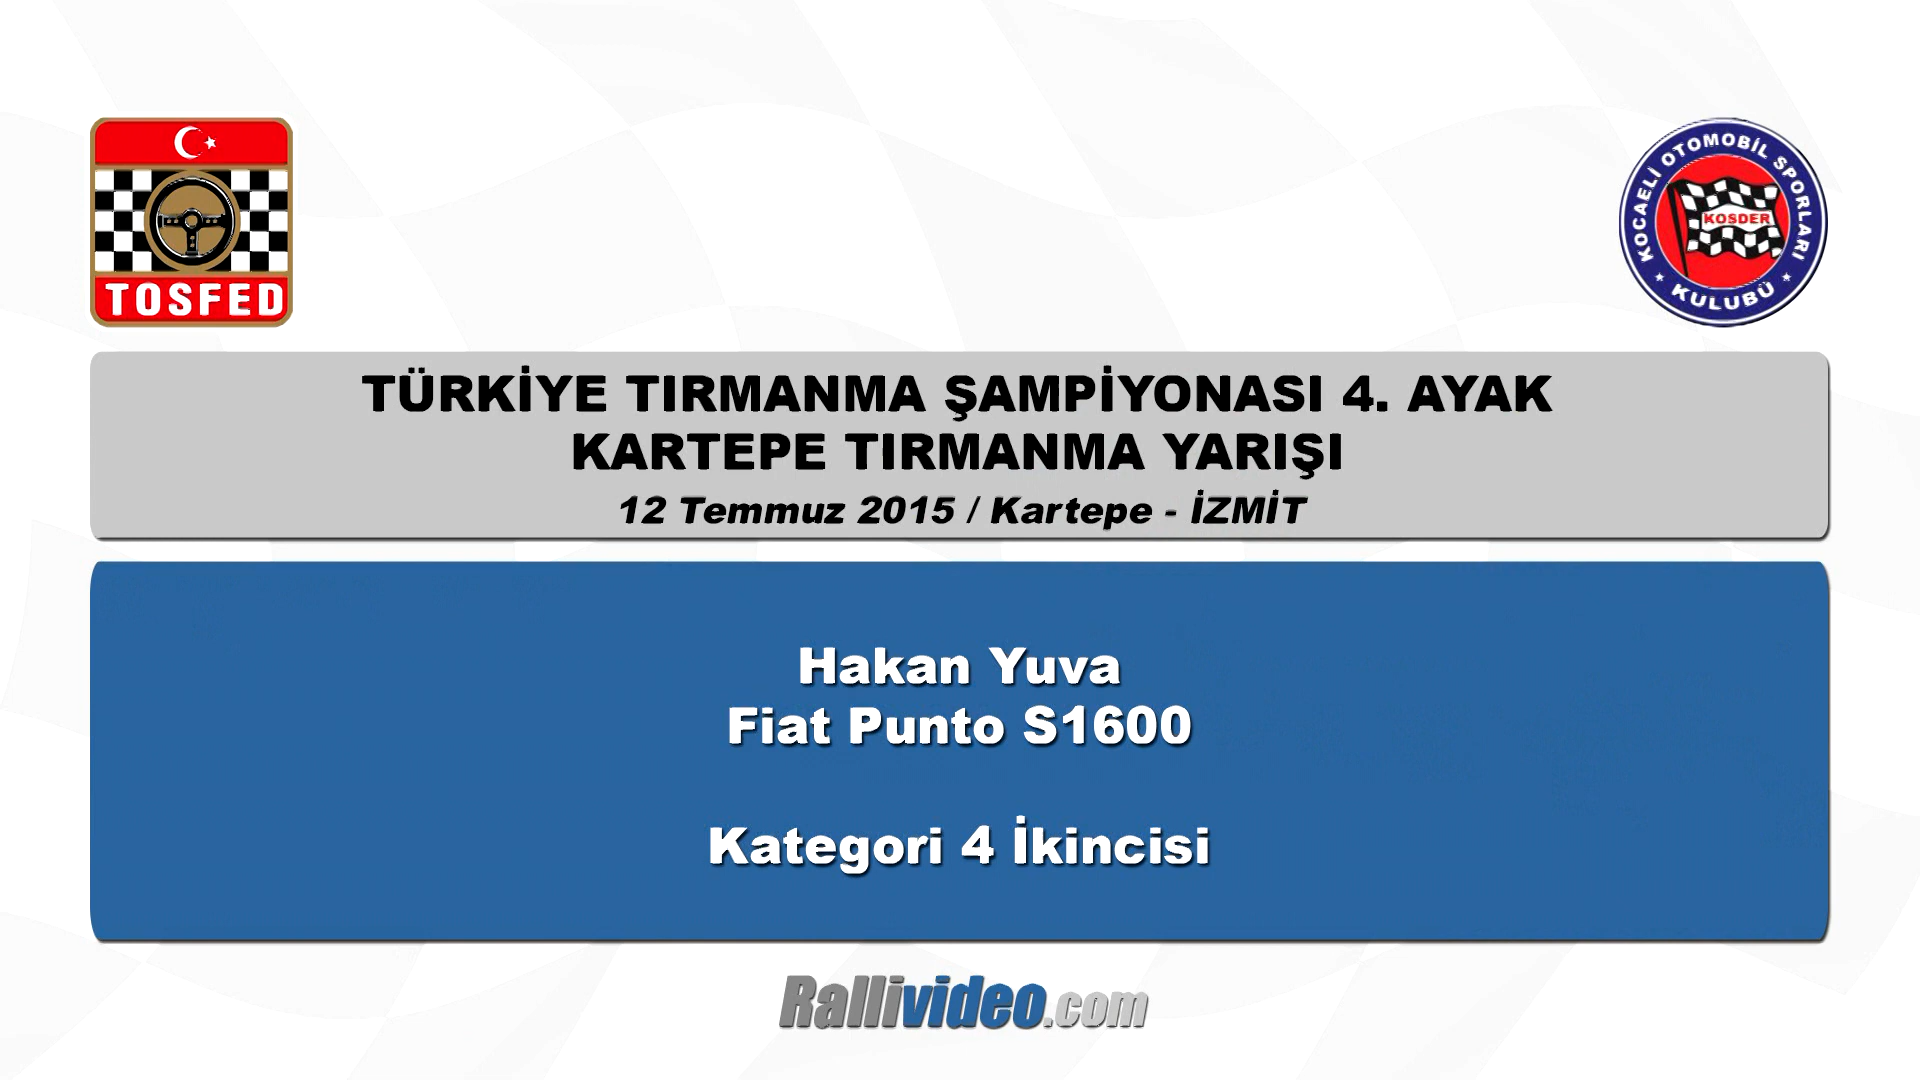 TOSFED
KOCAELİ OTOMOBİL SPORLARI
KOSDER
KULUBÜ
TÜRKİYE TIRMANMA ŞAMPİYONASI 4. AYAK
KARTEPE TIRMANMA YARIŞI
12 Temmuz 2015 / Kartepe - İZMİT
Hakan Yuva
Fiat Punto S1600
Kategori 4 İkincisi
Rallivideo.com